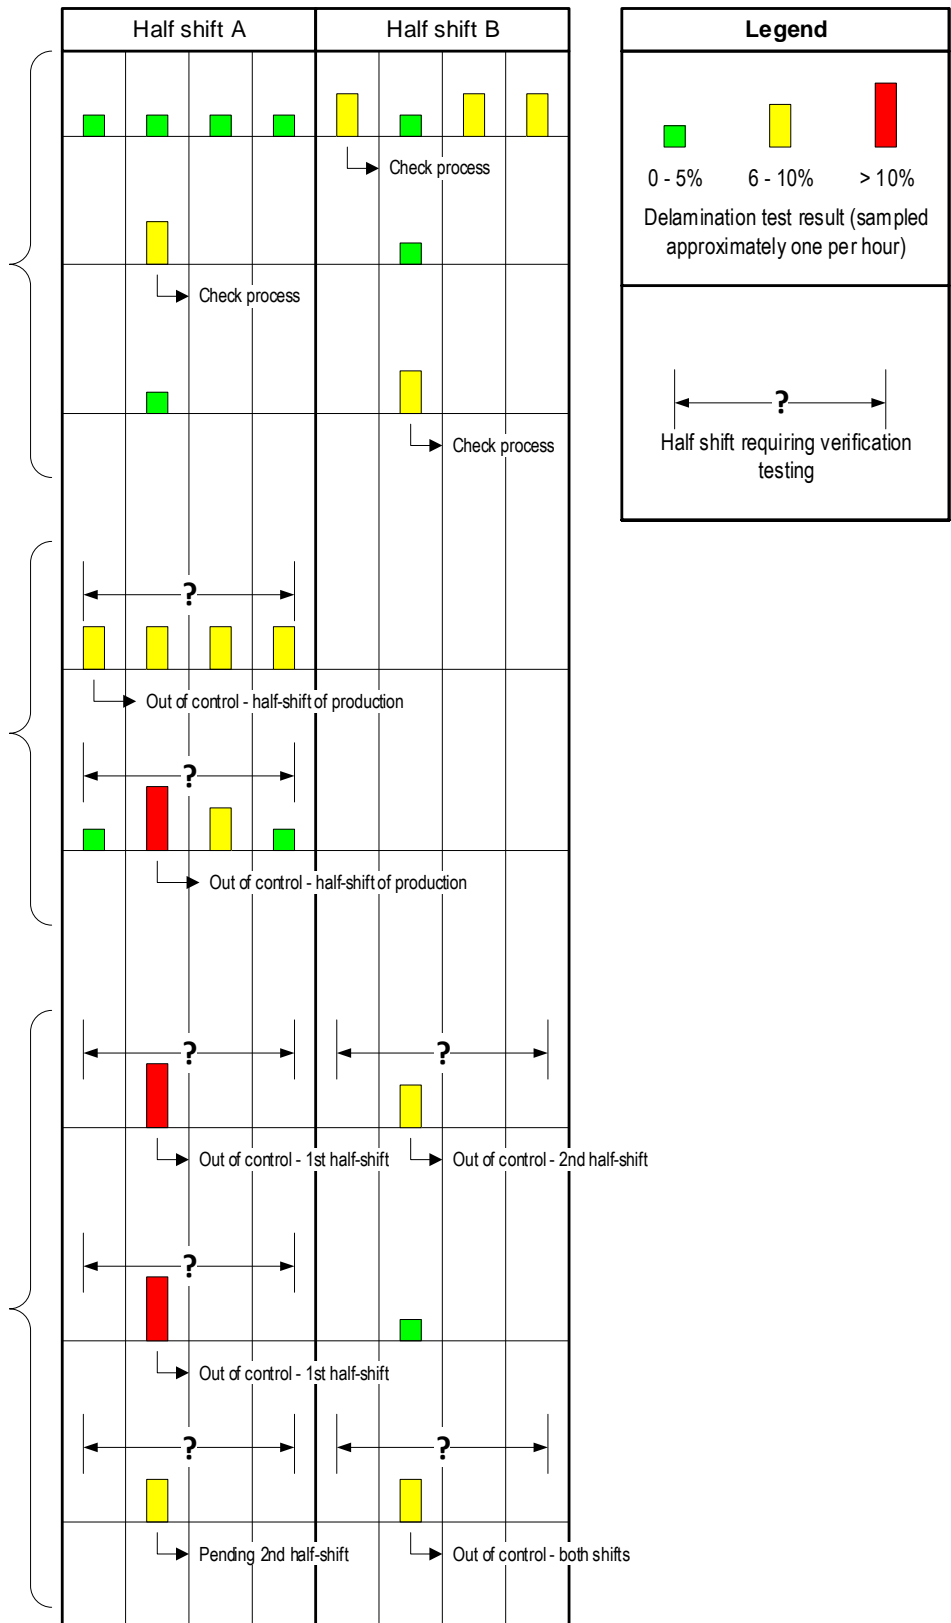 Half shift A
Half shift B
Legend
0 - 5%
6 - 10%
> 10%
Delamination test result (sampled
approximately one per hour)
?
Half shift requiring verification
testing
Check process
Check process
Check process
?
Out of control - half-shift of production
?
Out of control - half-shift of production
?
?
Out of control - 1st half-shift
Out of control - 2nd half-shift
?
Out of control - 1st half-shift
?
?
Pending 2nd half-shift
Out of control - both shifts